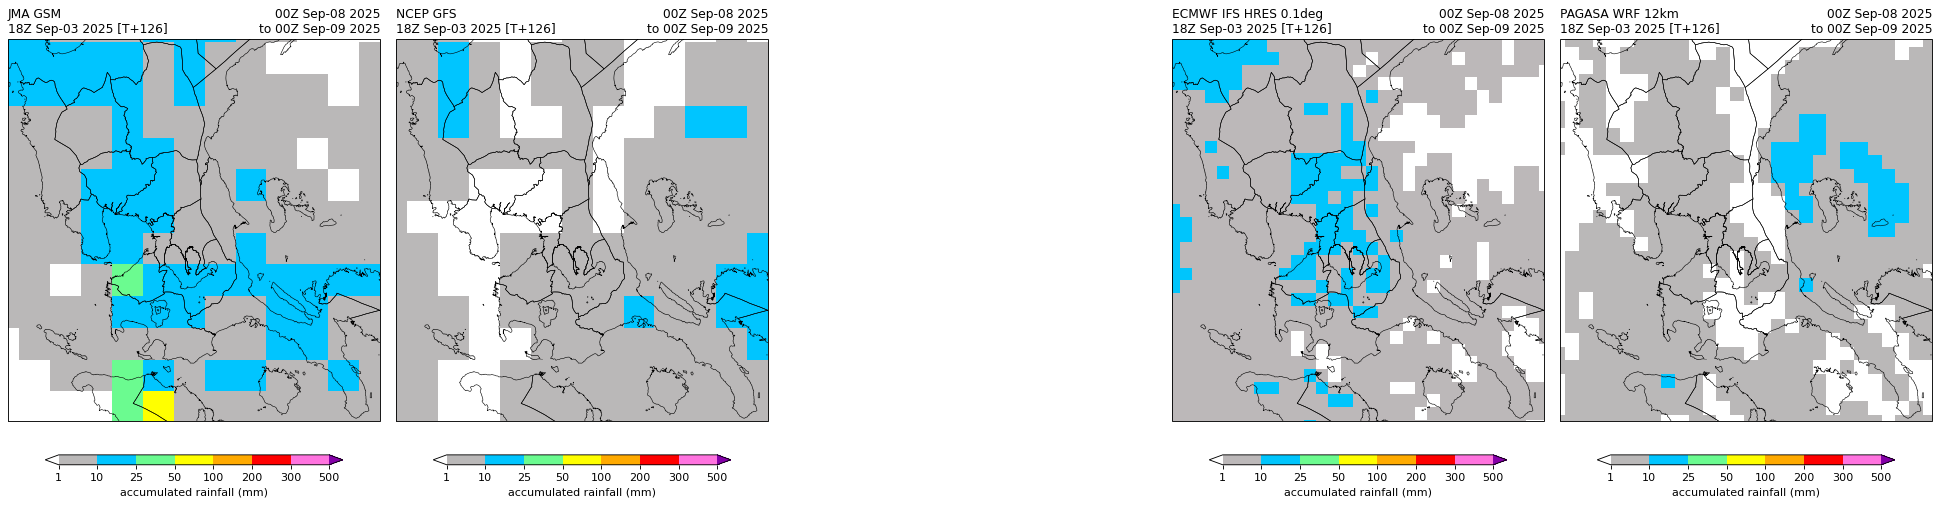 JMA GSM 00Z Sep-08 2025
18Z Sep-03 2025 [T+126] to 00Z Sep-09 2025
1 10 25 50 100 200 300 500
accumulated rainfall (mm)
NCEP GFS 00Z Sep-08 2025
18Z Sep-03 2025 [T+126] to 00Z Sep-09 2025
1 10 25 50 100 200 300 500
accumulated rainfall (mm)
ECMWF IFS HRES 0.1deg 00Z Sep-08 2025
18Z Sep-03 2025 [T+126] to 00Z Sep-09 2025
1 10 25 50 100 200 300 500
accumulated rainfall (mm)
PAGASA WRF 12km 00Z Sep-08 2025
18Z Sep-03 2025 [T+126] to 00Z Sep-09 2025
1 10 25 50 100 200 300 500
accumulated rainfall (mm)